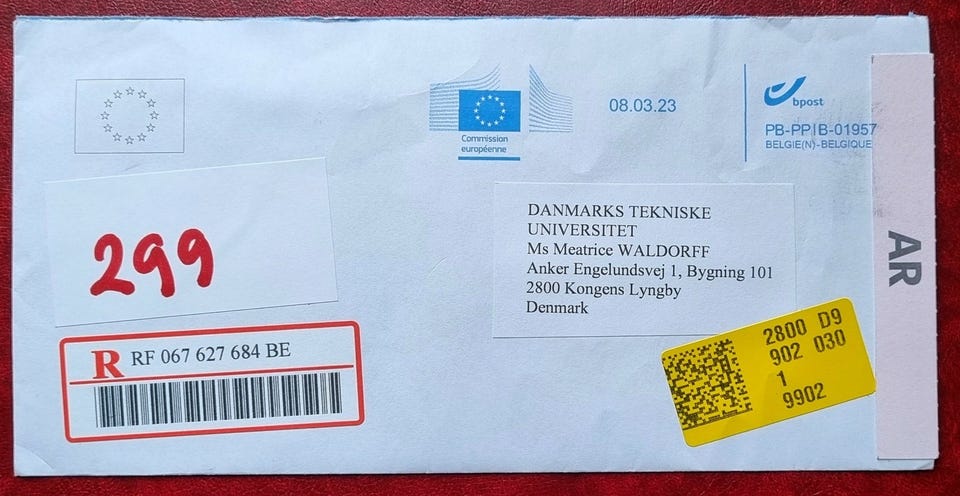 Commission
européenne
08.03.23
bpost
PB-PP|B-01957
BELGIE(N)-BELGIQUE
AR
299
DANMARKS TEKNISKE
UNIVERSITET
Ms Meatrice WALDORFF
Anker Engelundsvej 1, Bygning 101
2800 Kongens Lyngby
Denmark
R RF 067 627 684 BE
2800 D9
902 030
1
9902